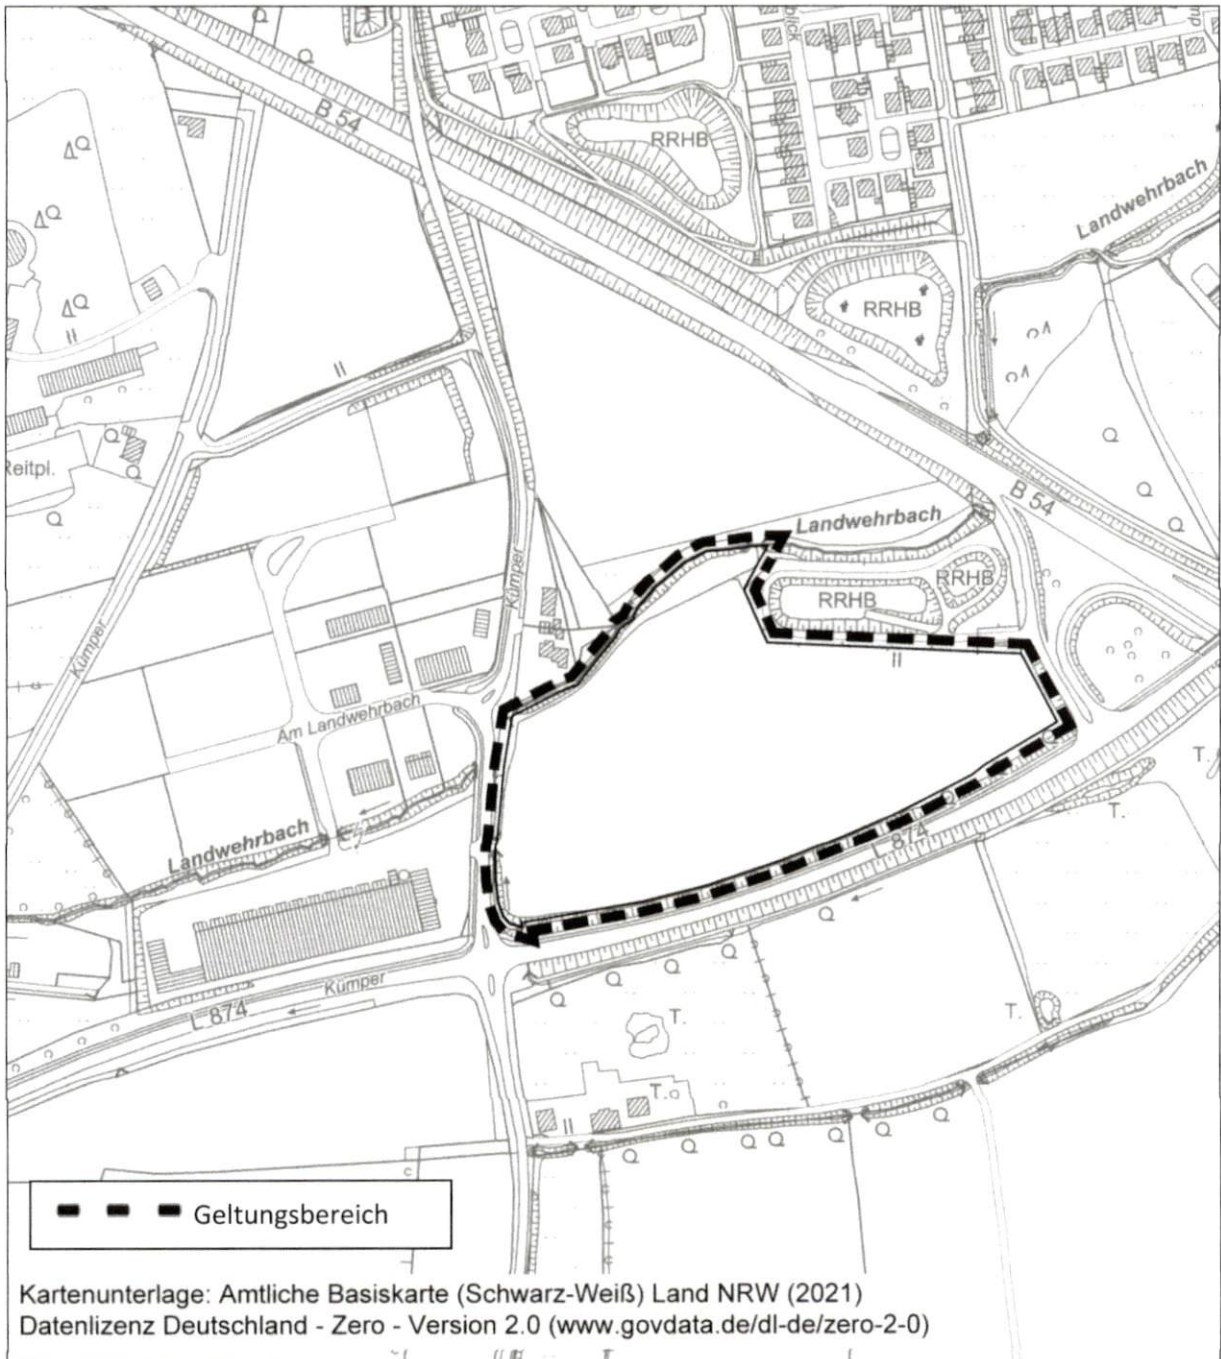 B 54
RRHB
Landwehrbach
RRHB
II
II
Reitpl.
B 54
Landwehrbach
RRHB
RRHB
Kümper
Kümper
II
Am Landwehrbach
T.
T.
Landwehrbach
L 874
Kümper
L 874
T.
T.
T.
II
Geltungsbereich
Kartenunterlage: Amtliche Basiskarte (Schwarz-Weiß) Land NRW (2021)
Datenlizenz Deutschland - Zero - Version 2.0 (www.govdata.de/dl-de/zero-2-0)